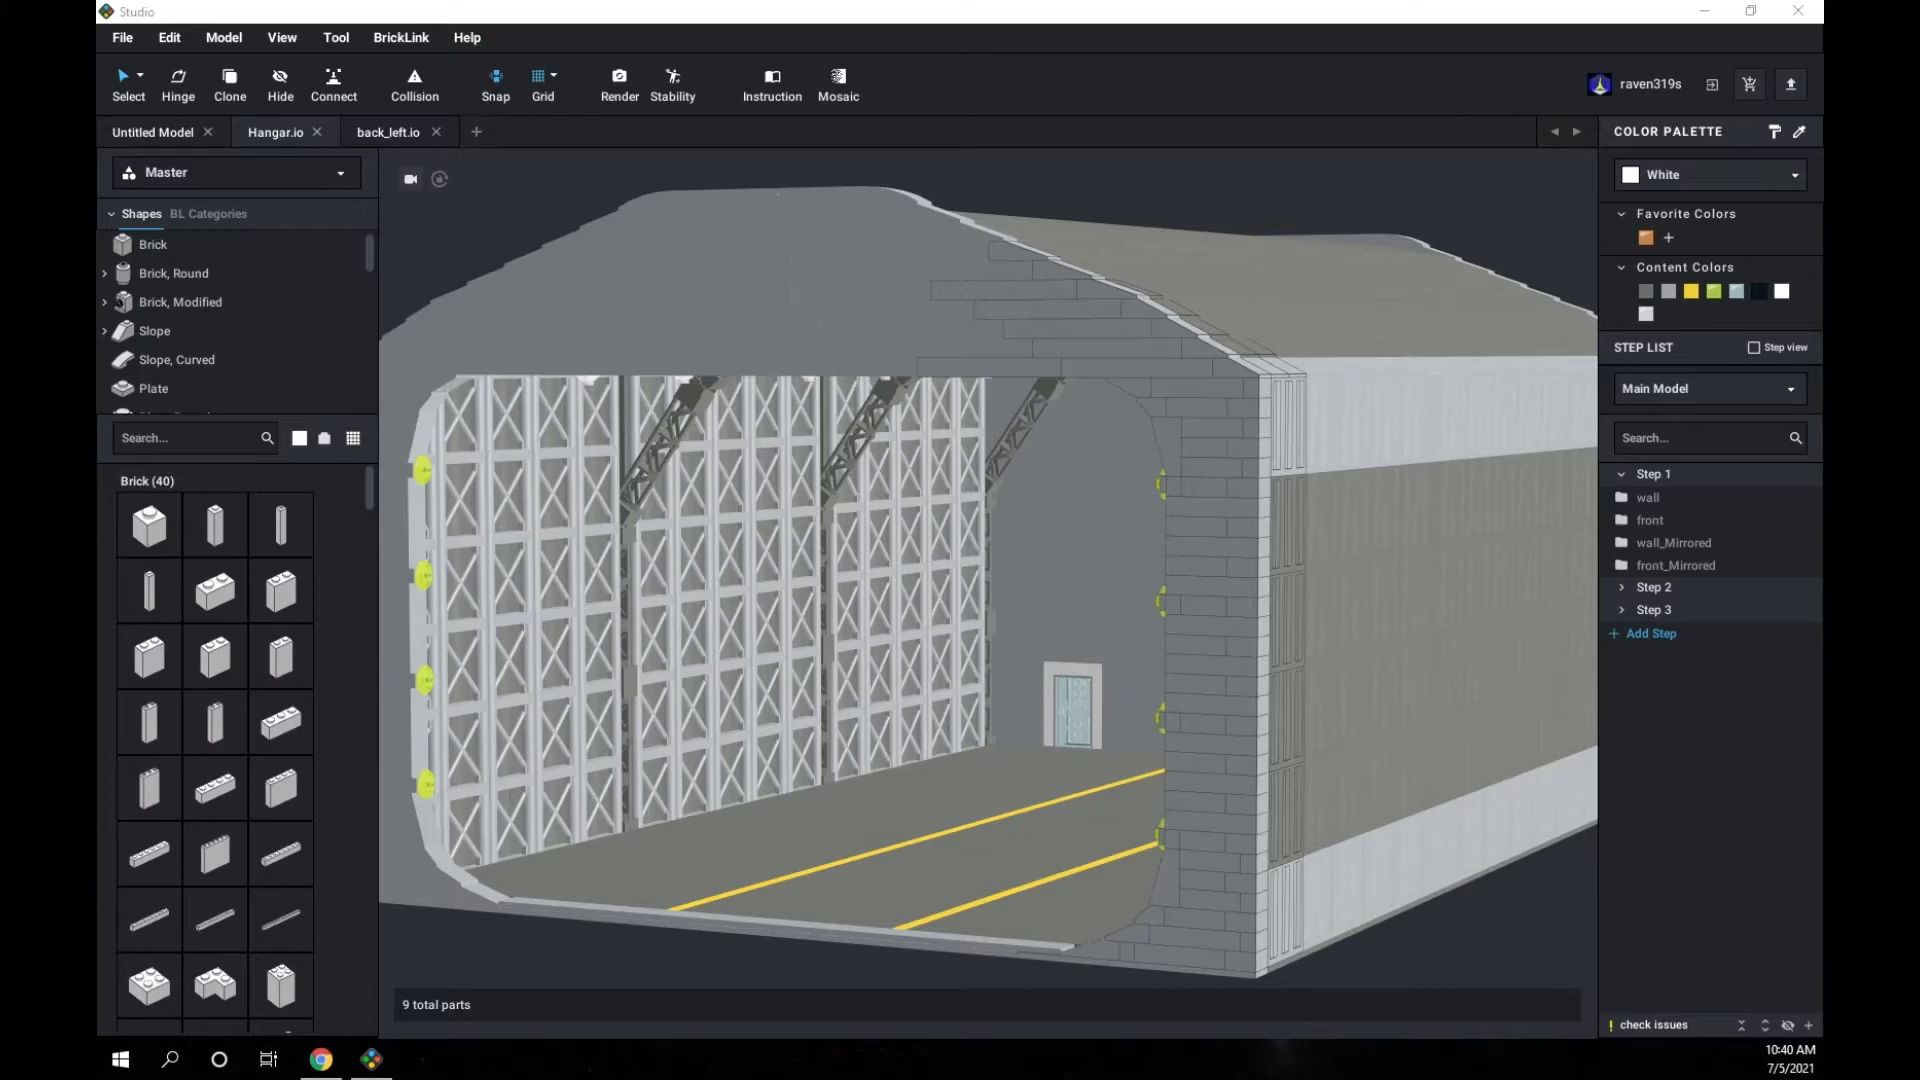 Studio
File Edit Model View Tool BrickLink Help
Select Hinge Clone Hide Connect Collision Snap Grid Render Stability Instruction Mosaic
raven319s
Untitled Model Hangar.io back_left.io
COLOR PALETTE
Master
White
Shapes BL Categories
Favorite Colors
Brick
Brick, Round
Content Colors
Brick, Modified
Slope
STEP LIST Step view
Slope, Curved
Plate
Main Model
Search...
Search...
Brick (40)
Step 1
wall
front
wall_Mirrored
front_Mirrored
Step 2
Step 3
Add Step
9 total parts
check issues
10:40 AM
7/5/2021